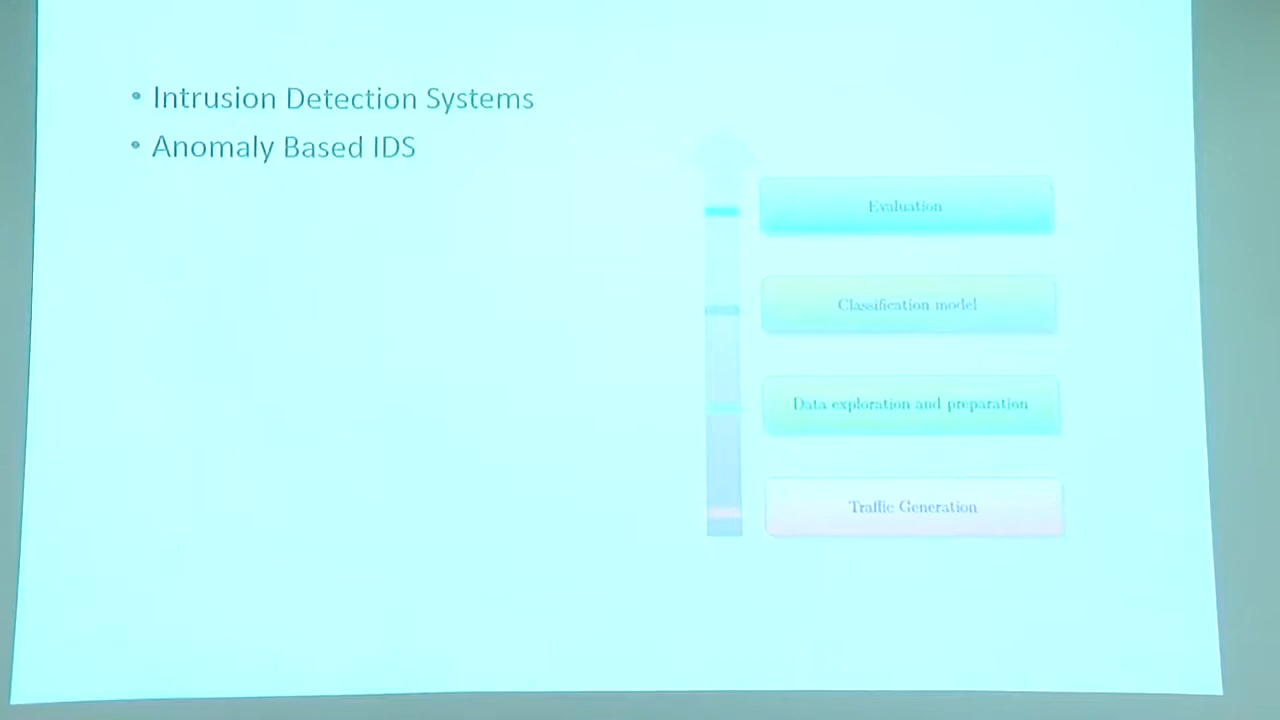 • Intrusion Detection Systems
• Anomaly Based IDS
Evaluation
Classification model
Data exploration and preparation
Traffic Generation